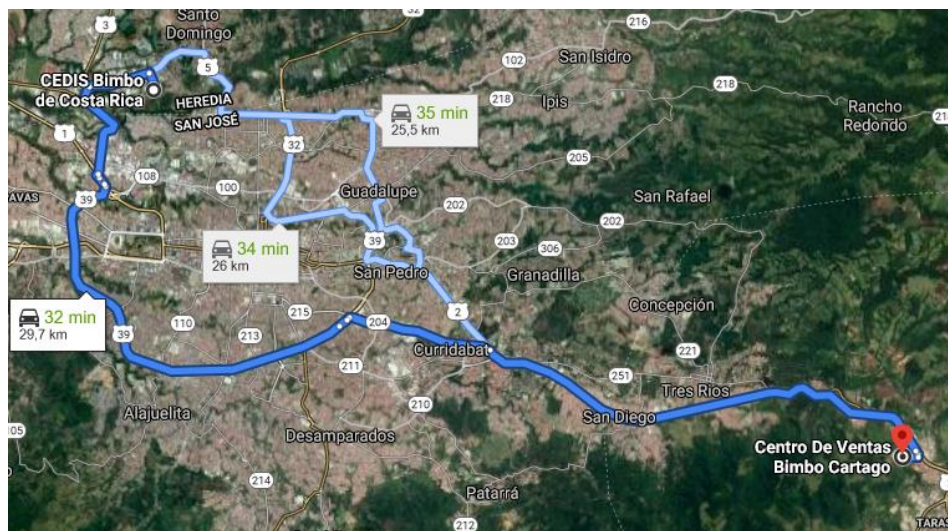 Santo
Domingo
32
216
3
102
San Isidro
CEDIS Bimbo
de Costa Rica
5
218
Ipis
218
Rancho
Redondo
HEREDIA
SAN JOSÉ
35 min
25,5 km
1
32
205
108
100
Guadalupe
San Rafael
39
202
202
34 min
26 km
39
203
306
San Pedro
Granadilla
32 min
29,7 km
Concepción
2
215
204
110
213
39
221
Curridabat
211
251
Tres Rios
210
Alajuelita
San Diego
105
Desamparados
Centro De Ventas
Bimbo Cartago
214
Patarrá
212